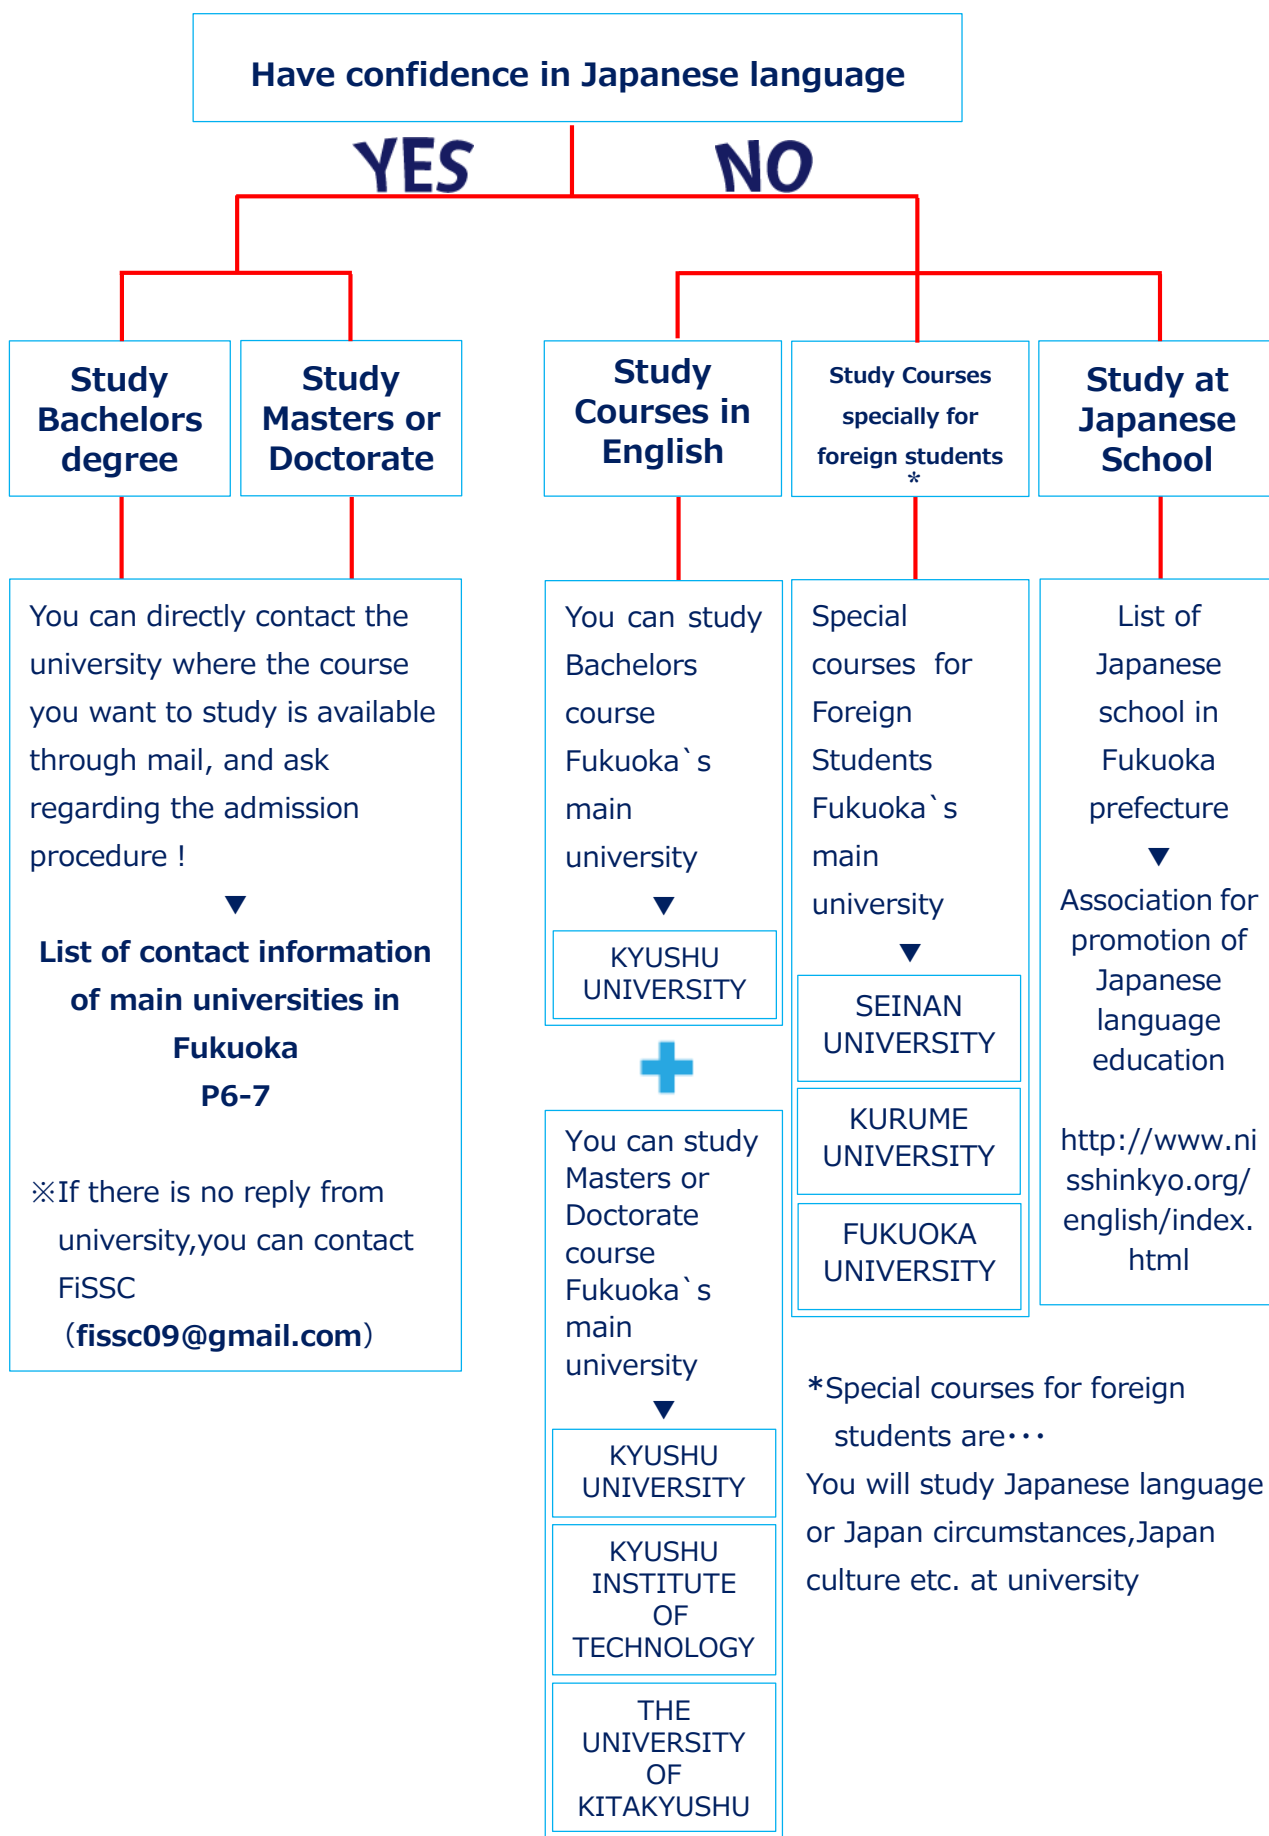 Have confidence in Japanese language
YES
NO
Study
Bachelors
degree
Study
Masters or
Doctorate
Study
Courses in
English
Study Courses
specially for
foreign students
*
Study at
Japanese
School
You can directly contact the
university where the course
you want to study is available
through mail, and ask
regarding the admission
procedure !
▼
List of contact information
of main universities in
Fukuoka
P6-7
※If there is no reply from
university,you can contact
FiSSC
（fissc09@gmail.com）
You can study
Bachelors
course
Fukuoka`s
main
university
▼
KYUSHU
UNIVERSITY
You can study
Masters or
Doctorate
course
Fukuoka`s
main
university
▼
KYUSHU
UNIVERSITY
KYUSHU
INSTITUTE
OF
TECHNOLOGY
THE
UNIVERSITY
OF
KITAKYUSHU
Special
courses for
Foreign
Students
Fukuoka`s
main
university
▼
SEINAN
UNIVERSITY
KURUME
UNIVERSITY
FUKUOKA
UNIVERSITY
List of
Japanese
school in
Fukuoka
prefecture
▼
Association for
promotion of
Japanese
language
education
http://www.ni
sshinkyo.org/
english/index.
html
*Special courses for foreign
students are･･･
You will study Japanese language
or Japan circumstances,Japan
culture etc. at university